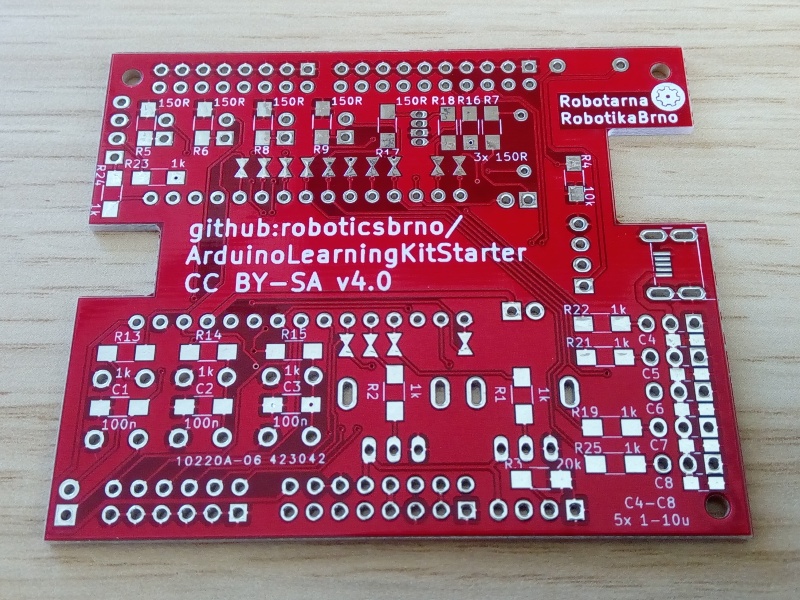 150R 150R 150R 150R 150R R18 R16 R7
Robotarna
RobotikaBrno
R5 R6 R8 R9 R17
3x 150R
R23 1k
R24 1k
R4 10k
github:roboticsbrno/
ArduinoLearningKitStarter
CC BY-SA v4.0
R13 R14 R15
R22 1k
C4
R21 1k
C5
1k 1k 1k
C1 C2 C3
R2 1k
R1 1k
100n 100n 100n
R19 1k
C6
C7
R25 1k
C8
10220A-06 423042
R3 20k
C4-C8
5x 1-10u